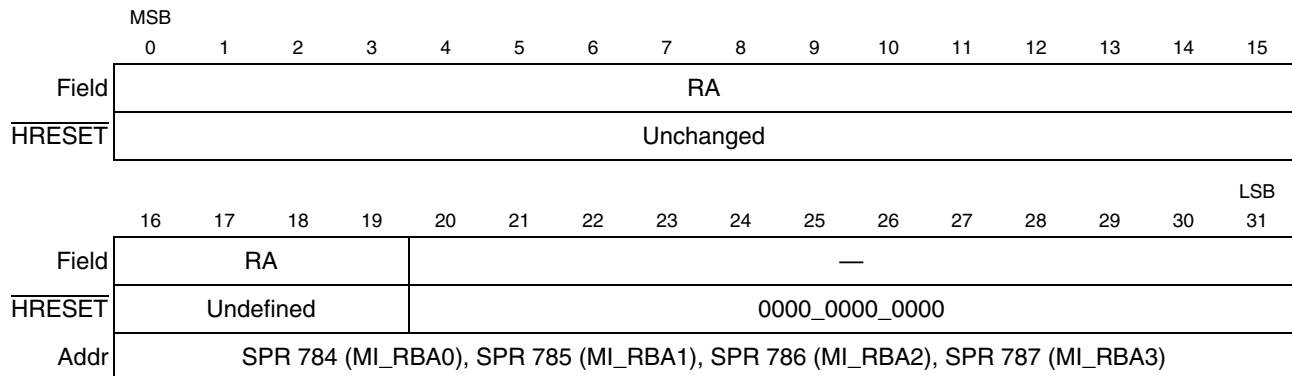 MSB
0 1 2 3 4 5 6 7 8 9 10 11 12 13 14 15
Field RA
HRESET Unchanged
LSB
16 17 18 19 20 21 22 23 24 25 26 27 28 29 30 31
Field RA —
HRESET Undefined 0000_0000_0000
Addr SPR 784 (MI_RBA0), SPR 785 (MI_RBA1), SPR 786 (MI_RBA2), SPR 787 (MI_RBA3)